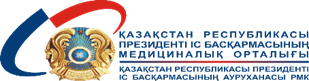 ҚАЗАҚСТАН РЕСПУБЛИКАСЫ
ПРЕЗИДЕНТІ ІС БАСҚАРМАСЫНЫҢ
МЕДИЦИНАЛЫҚ ОРТАЛЫҒЫ
ҚАЗАҚСТАН РЕСПУБЛИКАСЫ ПРЕЗИДЕНТІ
ІС БАСҚАРМАСЫНЫҢ АУРУХАНАСЫ РМК